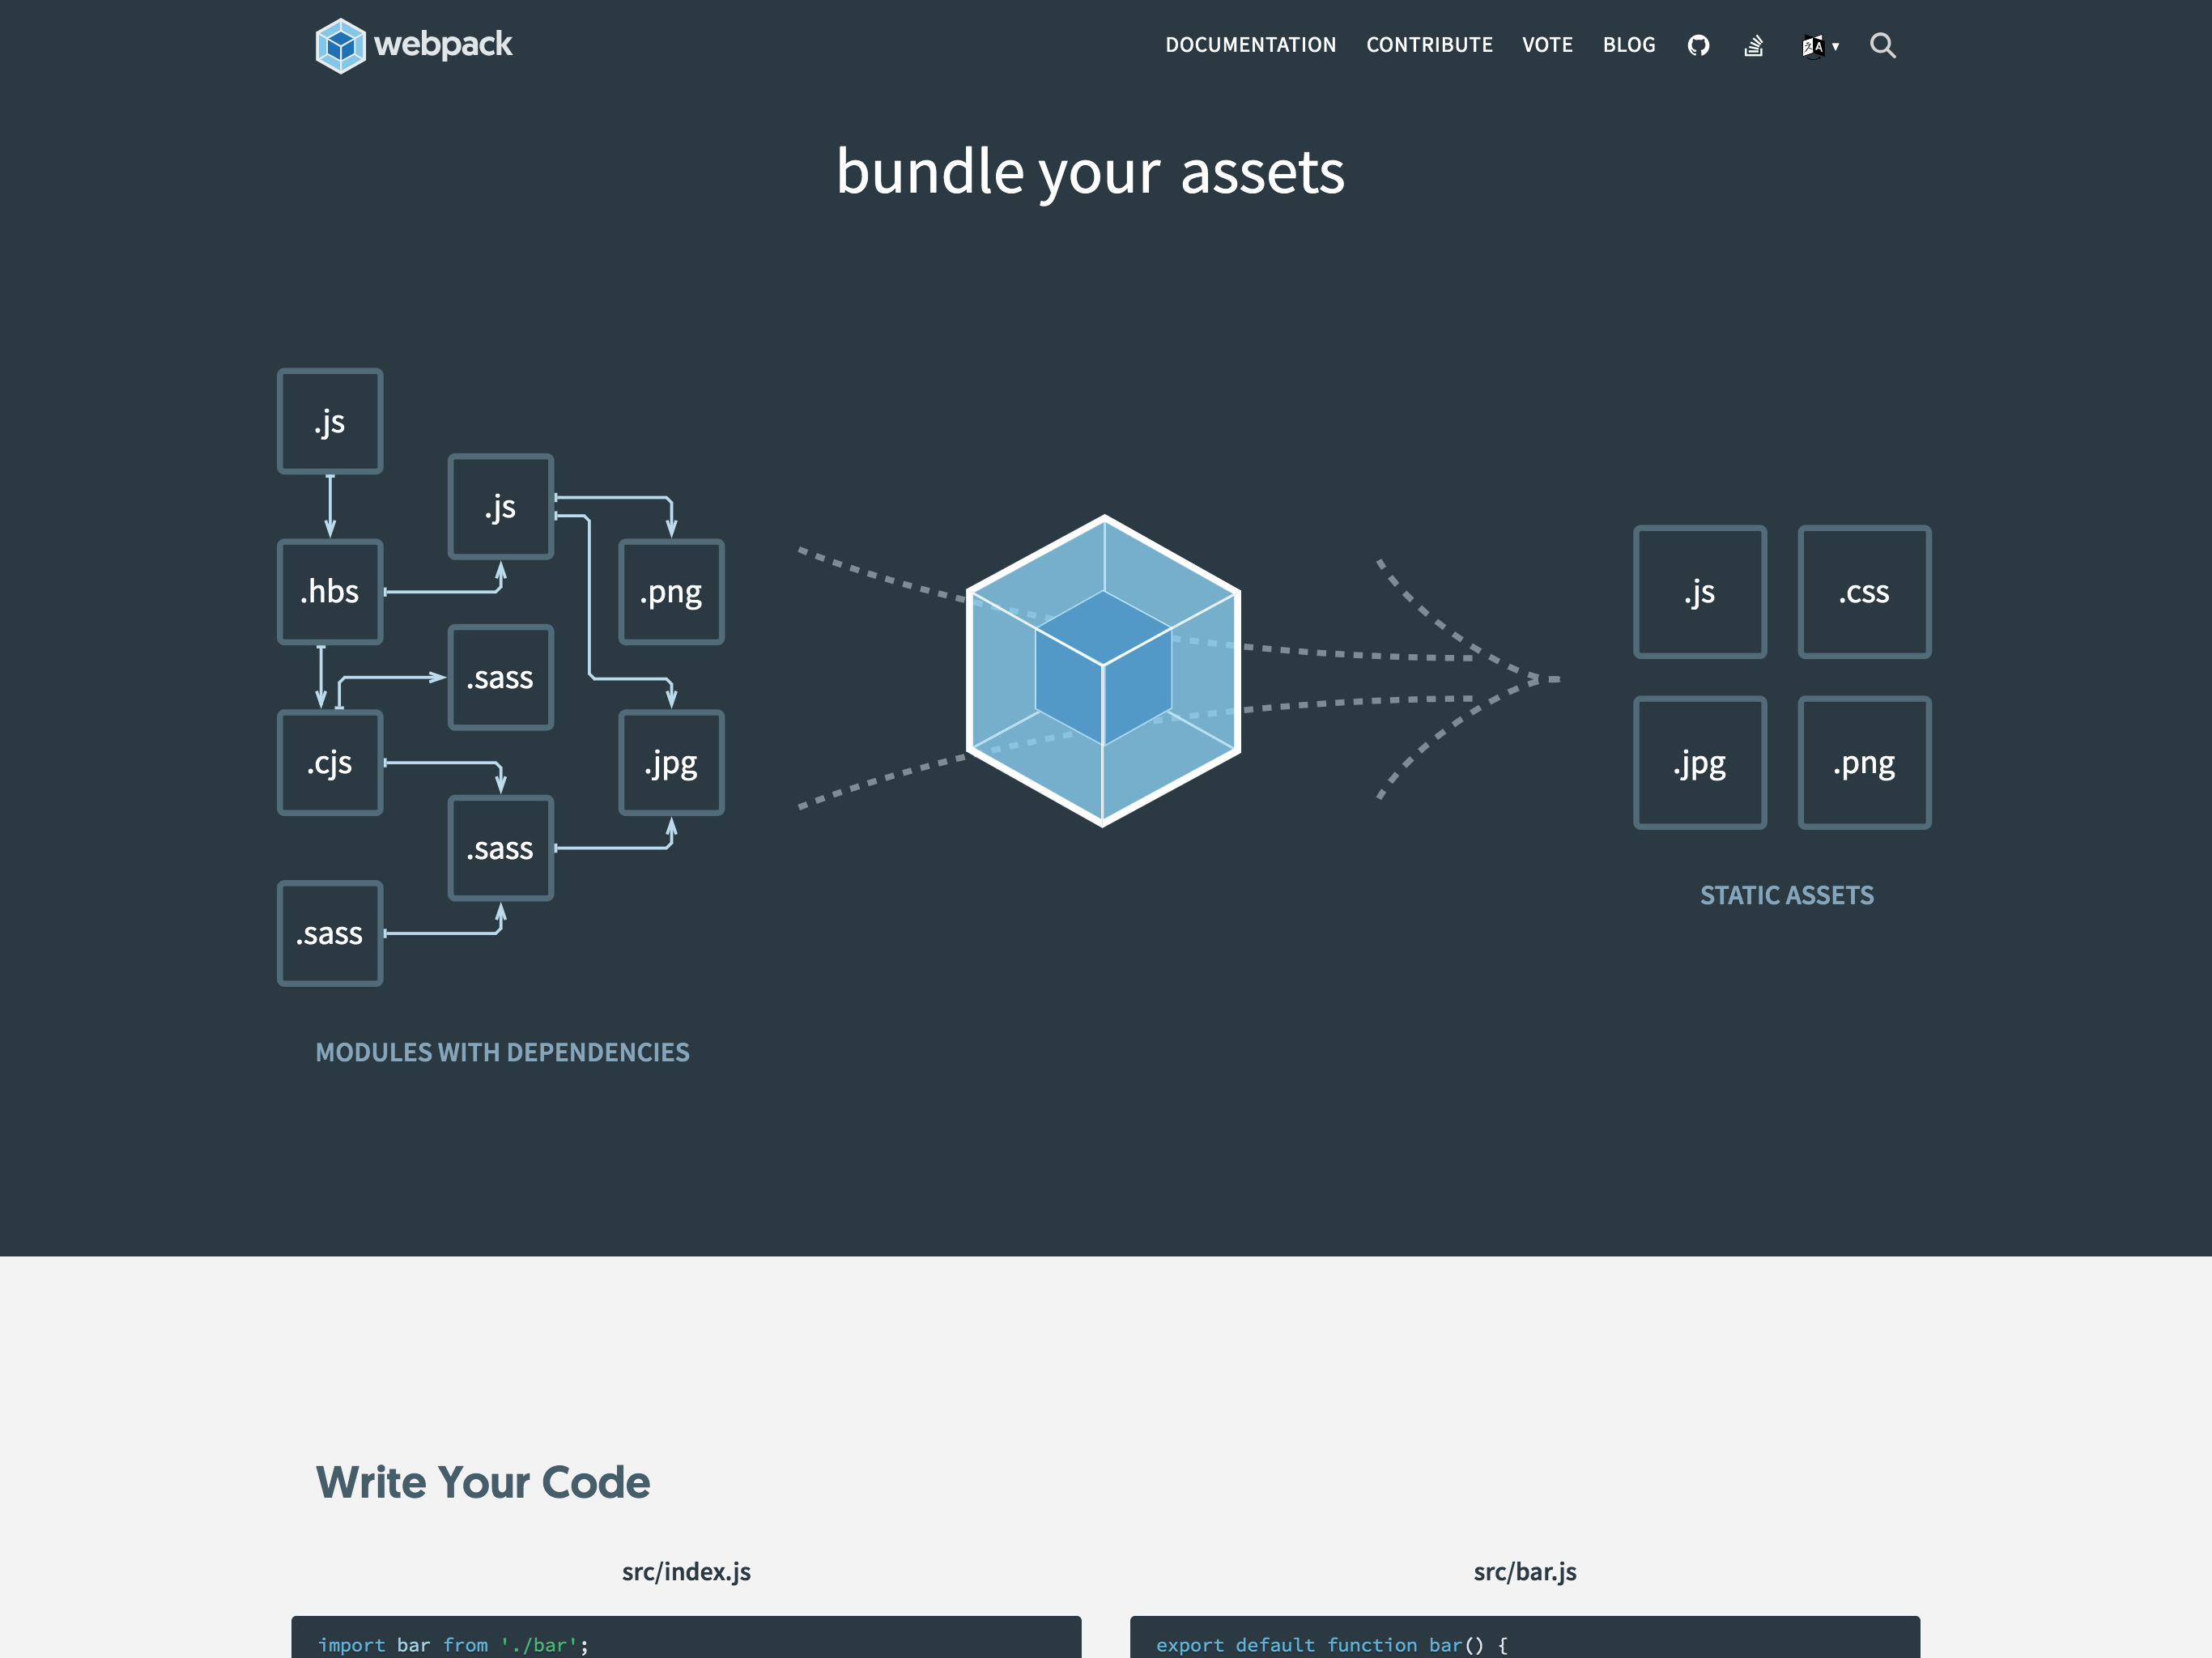 webpack
DOCUMENTATION CONTRIBUTE VOTE BLOG
bundle your assets
.js
.js
.hbs
.png
.sass
.cjs
.jpg
.sass
.sass
MODULES WITH DEPENDENCIES
.js
.css
.jpg
.png
STATIC ASSETS
Write Your Code
src/index.js
import bar from './bar';
src/bar.js
export default function bar() {